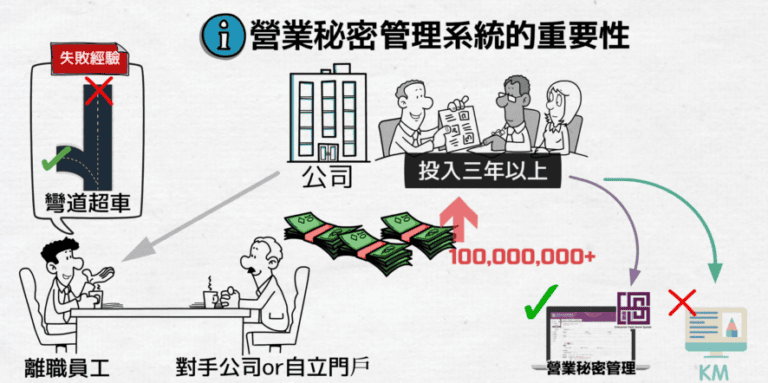 營業秘密管理系統的重要性
失敗經驗
彎道超車
公司
投入三年以上
100,000,000+
離職員工
對手公司or自立門戶
營業秘密管理
KM